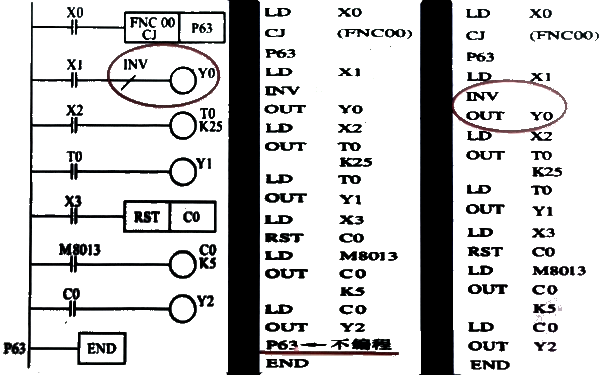 X0
FNC 00
CJ
P63
X1
INV
Y0
X2
T0
K25
T0
Y1
X3
RST
C0
M8013
C0
K5
C0
Y2
P63
END
LD X0
CJ (FNC00)
P63
LD X1
INV
OUT Y0
LD X2
OUT T0
K25
LD T0
OUT Y1
LD X3
RST C0
LD M8013
OUT C0
K5
LD C0
OUT Y2
P63 ← 不编程
END
LD X0
CJ (FNC00)
P63
LD X1
INV
OUT Y0
LD X2
OUT T0
K25
LD T0
OUT Y1
LD X3
RST C0
LD M8013
OUT C0
K5
LD C0
OUT Y2
END